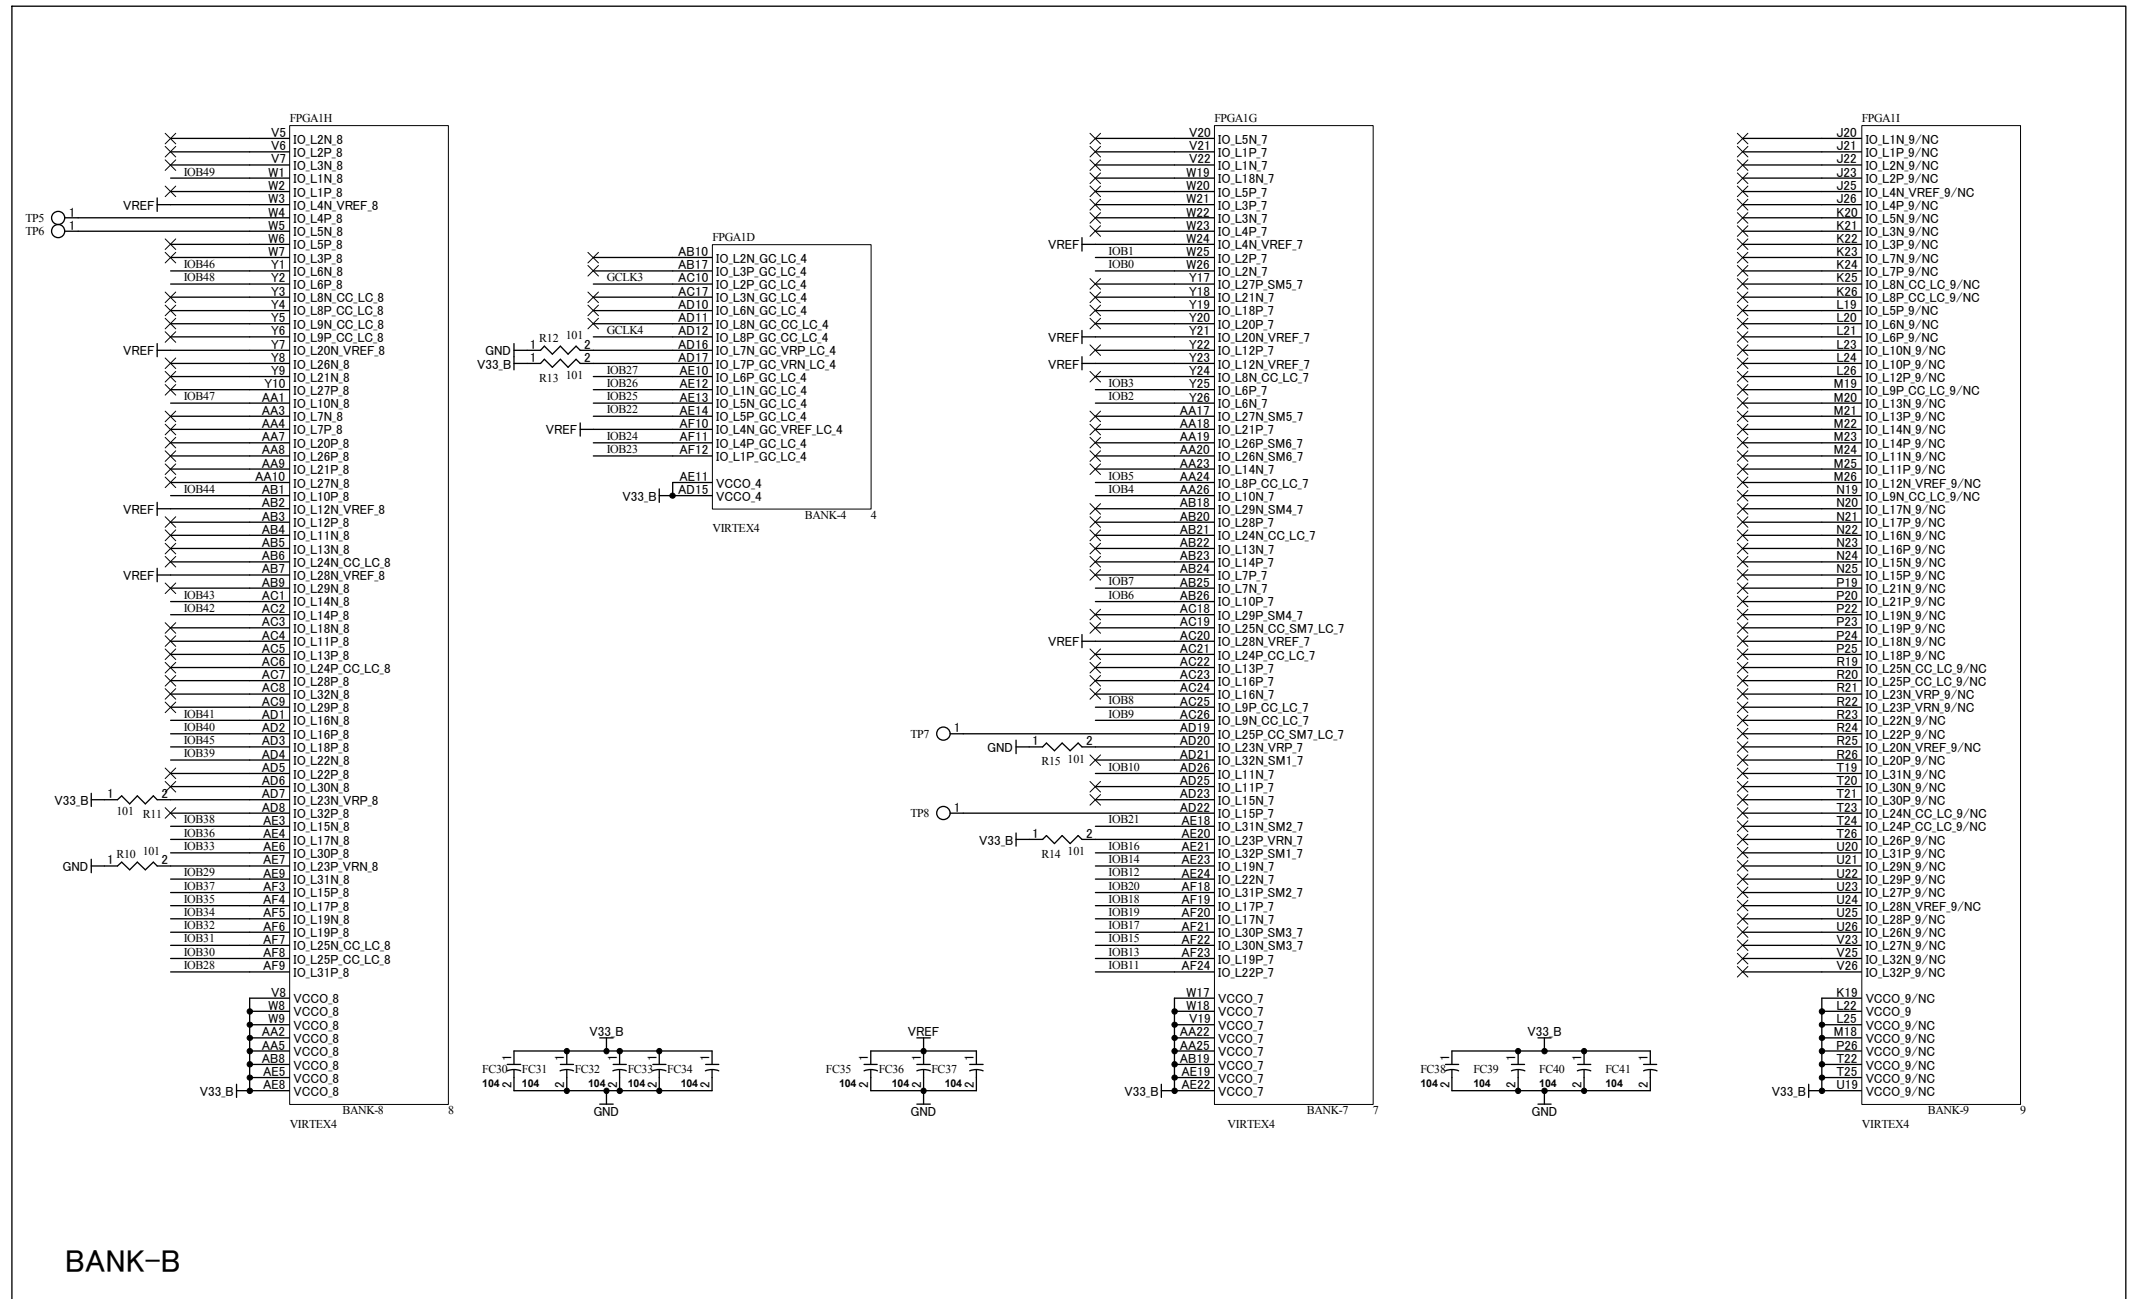 FPGA1H
V5 IO_L2N_8
V6 IO_L2P_8
V7 IO_L3N_8
IOB49 W1 IO_L1N_8
W2 IO_L1P_8
VREF W3 IO_L4N_VREF_8
TP5 1 W4 IO_L4P_8
TP6 1 W5 IO_L5N_8
W6 IO_L5P_8
W7 IO_L3P_8
IOB46 Y1 IO_L6N_8
IOB48 Y2 IO_L6P_8
Y3 IO_L8N_CC_LC_8
Y4 IO_L8P_CC_LC_8
Y5 IO_L9N_CC_LC_8
Y6 IO_L9P_CC_LC_8
VREF Y7 IO_L20N_VREF_8
Y8 IO_L26N_8
Y9 IO_L21N_8
Y10 IO_L27P_8
IOB47 AA1 IO_L10N_8
AA3 IO_L7N_8
AA4 IO_L7P_8
AA7 IO_L20P_8
AA8 IO_L26P_8
AA9 IO_L21P_8
AA10 IO_L27N_8
IOB44 AB1 IO_L10P_8
VREF AB2 IO_L12N_VREF_8
AB3 IO_L12P_8
AB4 IO_L11N_8
AB5 IO_L13N_8
AB6 IO_L24N_CC_LC_8
VREF AB7 IO_L28N_VREF_8
AB9 IO_L29N_8
IOB43 AC1 IO_L14N_8
IOB42 AC2 IO_L14P_8
AC3 IO_L18N_8
AC4 IO_L11P_8
AC5 IO_L13P_8
AC6 IO_L24P_CC_LC_8
AC7 IO_L28P_8
AC8 IO_L32N_8
AC9 IO_L29P_8
IOB41 AD1 IO_L16N_8
IOB40 AD2 IO_L16P_8
IOB45 AD3 IO_L18P_8
IOB39 AD4 IO_L22N_8
AD5 IO_L22P_8
AD6 IO_L30N_8
V33_B 1 2 AD7 IO_L23N_VRP_8
101 R11 AD8 IO_L32P_8
IOB38 AE3 IO_L15N_8
IOB36 AE4 IO_L17N_8
IOB33 AE6 IO_L30P_8
GND 1 R10 101 2 AE7 IO_L23P_VRN_8
IOB29 AE9 IO_L31N_8
IOB37 AF3 IO_L15P_8
IOB35 AF4 IO_L17P_8
IOB34 AF5 IO_L19N_8
IOB32 AF6 IO_L19P_8
IOB31 AF7 IO_L25N_CC_LC_8
IOB30 AF8 IO_L25P_CC_LC_8
IOB28 AF9 IO_L31P_8
V8 VCCO_8
W8 VCCO_8
W9 VCCO_8
AA2 VCCO_8
AA5 VCCO_8
AB8 VCCO_8
AE5 VCCO_8
V33_B AE8 VCCO_8
BANK-8 8
VIRTEX4
FPGA1D
AB10 IO_L2N_GC_LC_4
AB17 IO_L3P_GC_LC_4
GCLK3 AC10 IO_L2P_GC_LC_4
AC17 IO_L3N_GC_LC_4
AD10 IO_L6N_GC_LC_4
AD11 IO_L8N_GC_CC_LC_4
GCLK4 AD12 IO_L8P_GC_CC_LC_4
GND 1 R12 101 2 AD16 IO_L7N_GC_VRP_LC_4
V33_B 1 R13 101 2 AD17 IO_L7P_GC_VRN_LC_4
IOB27 AE10 IO_L6P_GC_LC_4
IOB26 AE12 IO_L1N_GC_LC_4
IOB25 AE13 IO_L5N_GC_LC_4
IOB22 AE14 IO_L5P_GC_LC_4
VREF AF10 IO_L4N_GC_VREF_LC_4
IOB24 AF11 IO_L4P_GC_LC_4
IOB23 AF12 IO_L1P_GC_LC_4
AE11 VCCO_4
V33_B AD15 VCCO_4
BANK-4 4
VIRTEX4
V33_B
1 1 1 1 1
FC30 FC31 FC32 FC33 FC34
104 2 104 2 104 2 104 2 104 2
GND
VREF
1 1 1
FC35 FC36 FC37
104 2 104 2 104 2
GND
FPGA1G
V20 IO_L5N_7
V21 IO_L1P_7
V22 IO_L1N_7
W19 IO_L18N_7
W20 IO_L5P_7
W21 IO_L3P_7
W22 IO_L3N_7
W23 IO_L4P_7
VREF W24 IO_L4N_VREF_7
IOB1 W25 IO_L2P_7
IOB0 W26 IO_L2N_7
Y17 IO_L27P_SM5_7
Y18 IO_L21N_7
Y19 IO_L18P_7
Y20 IO_L20P_7
VREF Y21 IO_L20N_VREF_7
Y22 IO_L12P_7
VREF Y23 IO_L12N_VREF_7
Y24 IO_L8N_CC_LC_7
IOB3 Y25 IO_L6P_7
IOB2 Y26 IO_L6N_7
AA17 IO_L27N_SM5_7
AA18 IO_L21P_7
AA19 IO_L26P_SM6_7
AA20 IO_L26N_SM6_7
AA23 IO_L14N_7
IOB5 AA24 IO_L8P_CC_LC_7
IOB4 AA26 IO_L10N_7
AB18 IO_L29N_SM4_7
AB20 IO_L28P_7
AB21 IO_L24N_CC_LC_7
AB22 IO_L13N_7
AB23 IO_L14P_7
AB24 IO_L7P_7
IOB7 AB25 IO_L7N_7
IOB6 AB26 IO_L10P_7
AC18 IO_L29P_SM4_7
AC19 IO_L25N_CC_SM7_LC_7
VREF AC20 IO_L28N_VREF_7
AC21 IO_L24P_CC_LC_7
AC22 IO_L13P_7
AC23 IO_L16P_7
AC24 IO_L16N_7
IOB8 AC25 IO_L9P_CC_LC_7
IOB9 AC26 IO_L9N_CC_LC_7
TP7 1 AD19 IO_L25P_CC_SM7_LC_7
GND 1 R15 101 2 AD20 IO_L23N_VRP_7
AD21 IO_L32N_SM1_7
IOB10 AD26 IO_L11N_7
AD25 IO_L11P_7
AD23 IO_L15N_7
TP8 1 AD22 IO_L15P_7
IOB21 AE18 IO_L31N_SM2_7
V33_B 1 R14 101 2 AE20 IO_L23P_VRN_7
IOB16 AE21 IO_L32P_SM1_7
IOB14 AE23 IO_L19N_7
IOB12 AE24 IO_L22N_7
IOB20 AF18 IO_L31P_SM2_7
IOB18 AF19 IO_L17P_7
IOB19 AF20 IO_L17N_7
IOB17 AF21 IO_L30P_SM3_7
IOB15 AF22 IO_L30N_SM3_7
IOB13 AF23 IO_L19P_7
IOB11 AF24 IO_L22P_7
W17 VCCO_7
W18 VCCO_7
V19 VCCO_7
AA22 VCCO_7
AA25 VCCO_7
AB19 VCCO_7
AE19 VCCO_7
V33_B AE22 VCCO_7
BANK-7 7
VIRTEX4
V33_B
1 1 1 1
FC38 FC39 FC40 FC41
104 2 104 2 104 2 104 2
GND
FPGA1I
J20 IO_L1N_9/NC
J21 IO_L1P_9/NC
J22 IO_L2N_9/NC
J23 IO_L2P_9/NC
J25 IO_L4N_VREF_9/NC
J26 IO_L4P_9/NC
K20 IO_L5N_9/NC
K21 IO_L3N_9/NC
K22 IO_L3P_9/NC
K23 IO_L7N_9/NC
K24 IO_L7P_9/NC
K25 IO_L8N_CC_LC_9/NC
K26 IO_L8P_CC_LC_9/NC
L19 IO_L5P_9/NC
L20 IO_L6N_9/NC
L21 IO_L6P_9/NC
L23 IO_L10N_9/NC
L24 IO_L10P_9/NC
L26 IO_L12P_9/NC
M19 IO_L9P_CC_LC_9/NC
M20 IO_L13N_9/NC
M21 IO_L13P_9/NC
M22 IO_L14N_9/NC
M23 IO_L14P_9/NC
M24 IO_L11N_9/NC
M25 IO_L11P_9/NC
M26 IO_L12N_VREF_9/NC
N19 IO_L9N_CC_LC_9/NC
N20 IO_L17N_9/NC
N21 IO_L17P_9/NC
N22 IO_L16N_9/NC
N23 IO_L16P_9/NC
N24 IO_L15N_9/NC
N25 IO_L15P_9/NC
P19 IO_L21N_9/NC
P20 IO_L21P_9/NC
P22 IO_L19N_9/NC
P23 IO_L19P_9/NC
P24 IO_L18N_9/NC
P25 IO_L18P_9/NC
R19 IO_L25N_CC_LC_9/NC
R20 IO_L25P_CC_LC_9/NC
R21 IO_L23N_VRP_9/NC
R22 IO_L23P_VRN_9/NC
R23 IO_L22N_9/NC
R24 IO_L22P_9/NC
R25 IO_L20N_VREF_9/NC
R26 IO_L20P_9/NC
T19 IO_L31N_9/NC
T20 IO_L30N_9/NC
T21 IO_L30P_9/NC
T23 IO_L24N_CC_LC_9/NC
T24 IO_L24P_CC_LC_9/NC
T26 IO_L26P_9/NC
U20 IO_L31P_9/NC
U21 IO_L29N_9/NC
U22 IO_L29P_9/NC
U23 IO_L27P_9/NC
U24 IO_L28N_VREF_9/NC
U25 IO_L28P_9/NC
U26 IO_L26N_9/NC
V23 IO_L27N_9/NC
V25 IO_L32N_9/NC
V26 IO_L32P_9/NC
K19 VCCO_9/NC
L22 VCCO_9
L25 VCCO_9/NC
M18 VCCO_9/NC
P26 VCCO_9/NC
T22 VCCO_9/NC
T25 VCCO_9/NC
V33_B U19 VCCO_9/NC
BANK-9 9
VIRTEX4
BANK-B